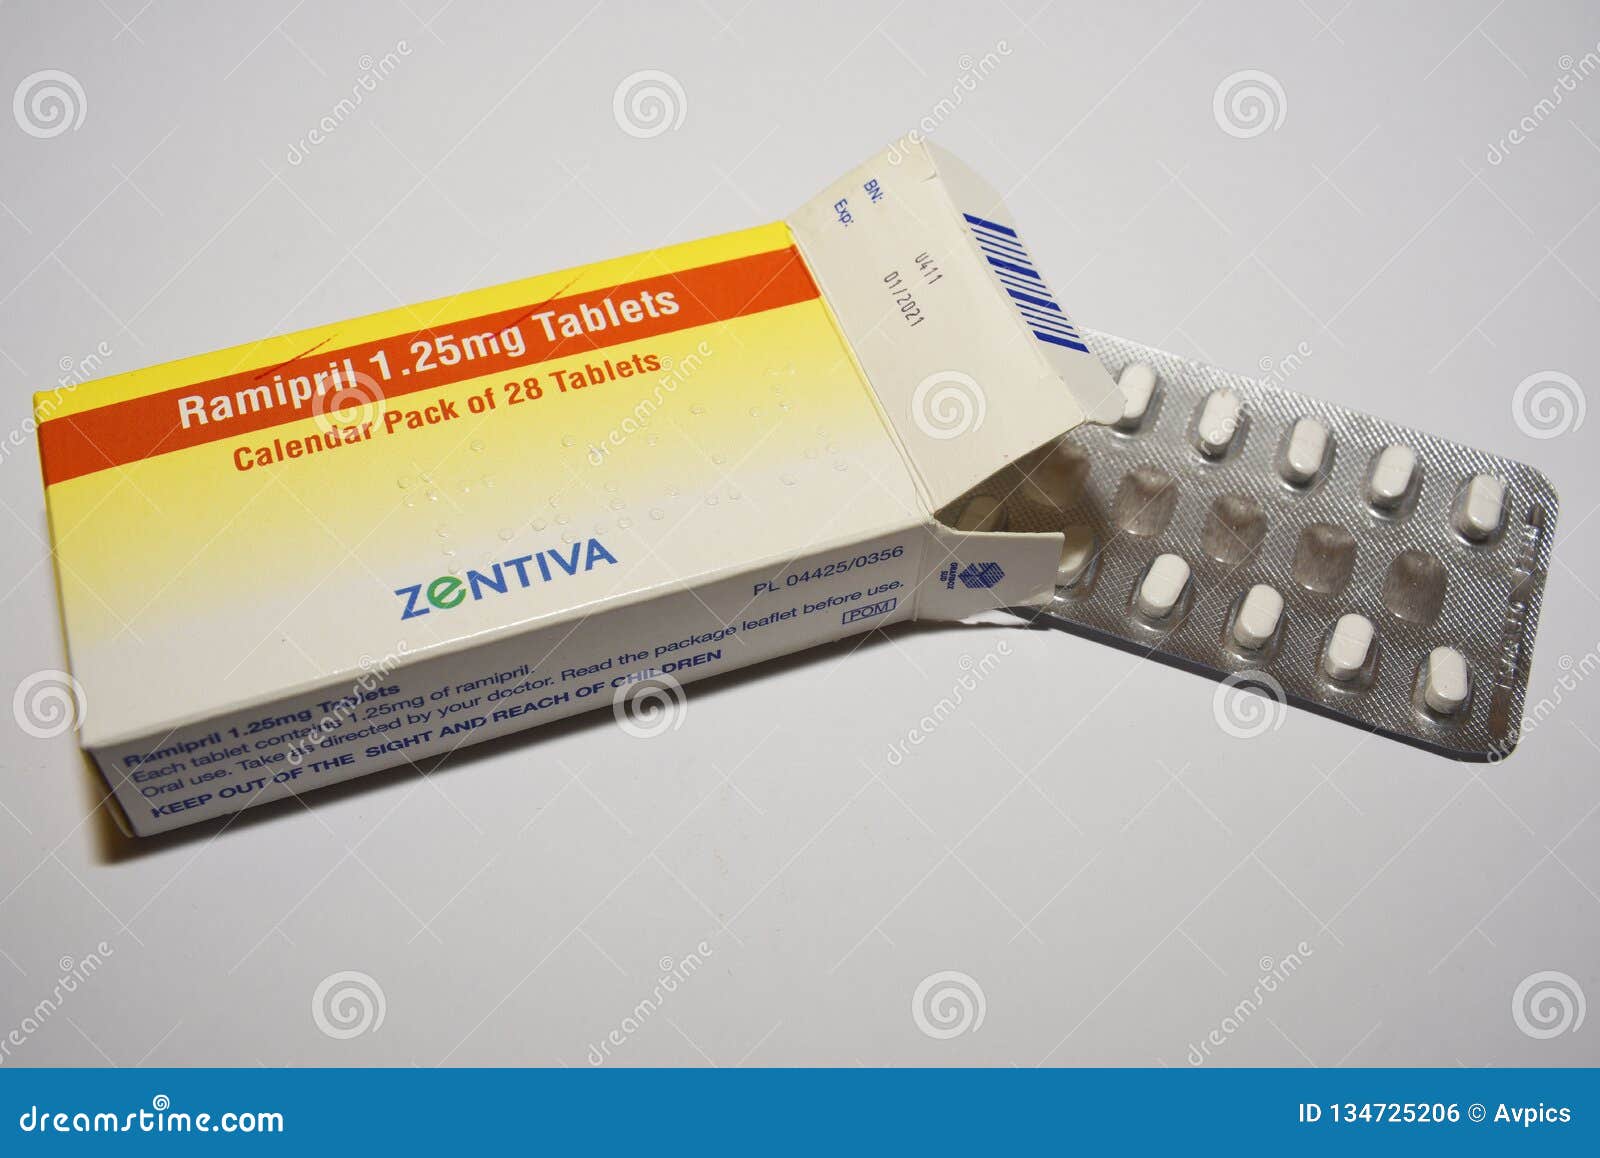 Ramipril 1.25mg Tablets
Calendar Pack of 28 Tablets
ZENTIVA
PL 04425/0356
POM
Ramipril 1.25mg Tablets
Each tablet contains 1.25mg of ramipril.
Oral use. Take as directed by your doctor. Read the package leaflet before use.
KEEP OUT OF THE SIGHT AND REACH OF CHILDREN
BN: U411
Exp: 01/2021
dreamstime
dreamstime.com
ID 134725206 © Avpics